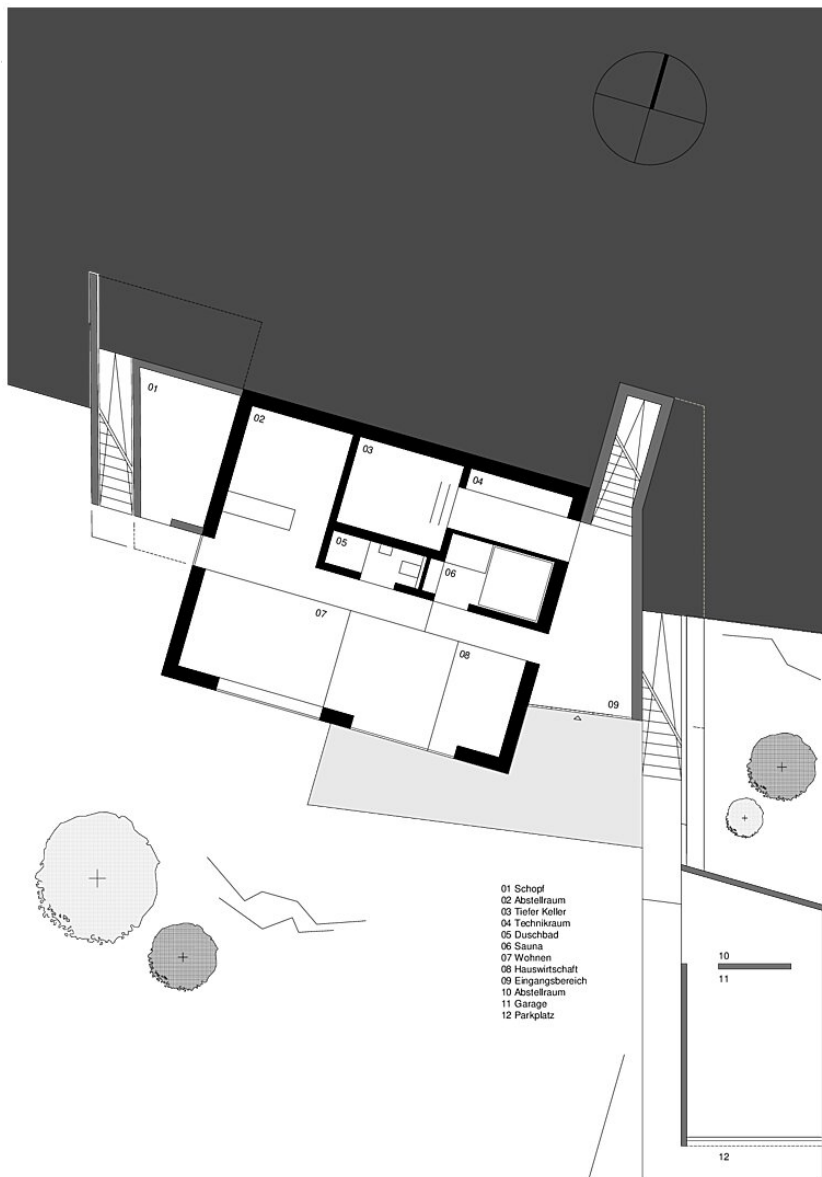 01
02
03
04
05
06
07
08
09
01 Schopf
02 Abstellraum
03 Tiefer Keller
04 Technikraum
05 Duschbad
06 Sauna
07 Wohnen
08 Hauswirtschaft
09 Eingangsbereich
10 Abstellraum
11 Garage
12 Parkplatz
10
11
12